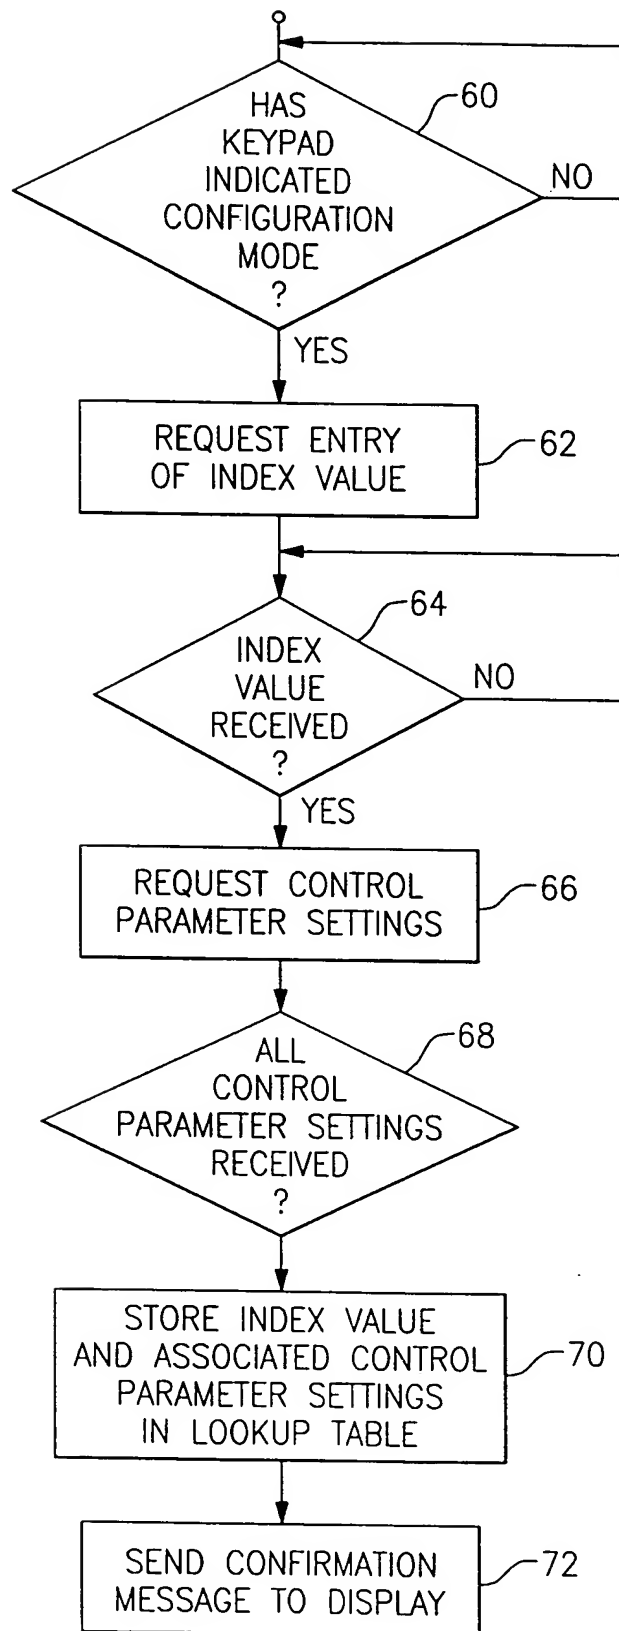 HAS
KEYPAD
INDICATED
CONFIGURATION
MODE
?
60
NO
YES
REQUEST ENTRY
OF INDEX VALUE
62
INDEX
VALUE
RECEIVED
?
64
NO
YES
REQUEST CONTROL
PARAMETER SETTINGS
66
ALL
CONTROL
PARAMETER SETTINGS
RECEIVED
?
68
STORE INDEX VALUE
AND ASSOCIATED CONTROL
PARAMETER SETTINGS
IN LOOKUP TABLE
70
SEND CONFIRMATION
MESSAGE TO DISPLAY
72